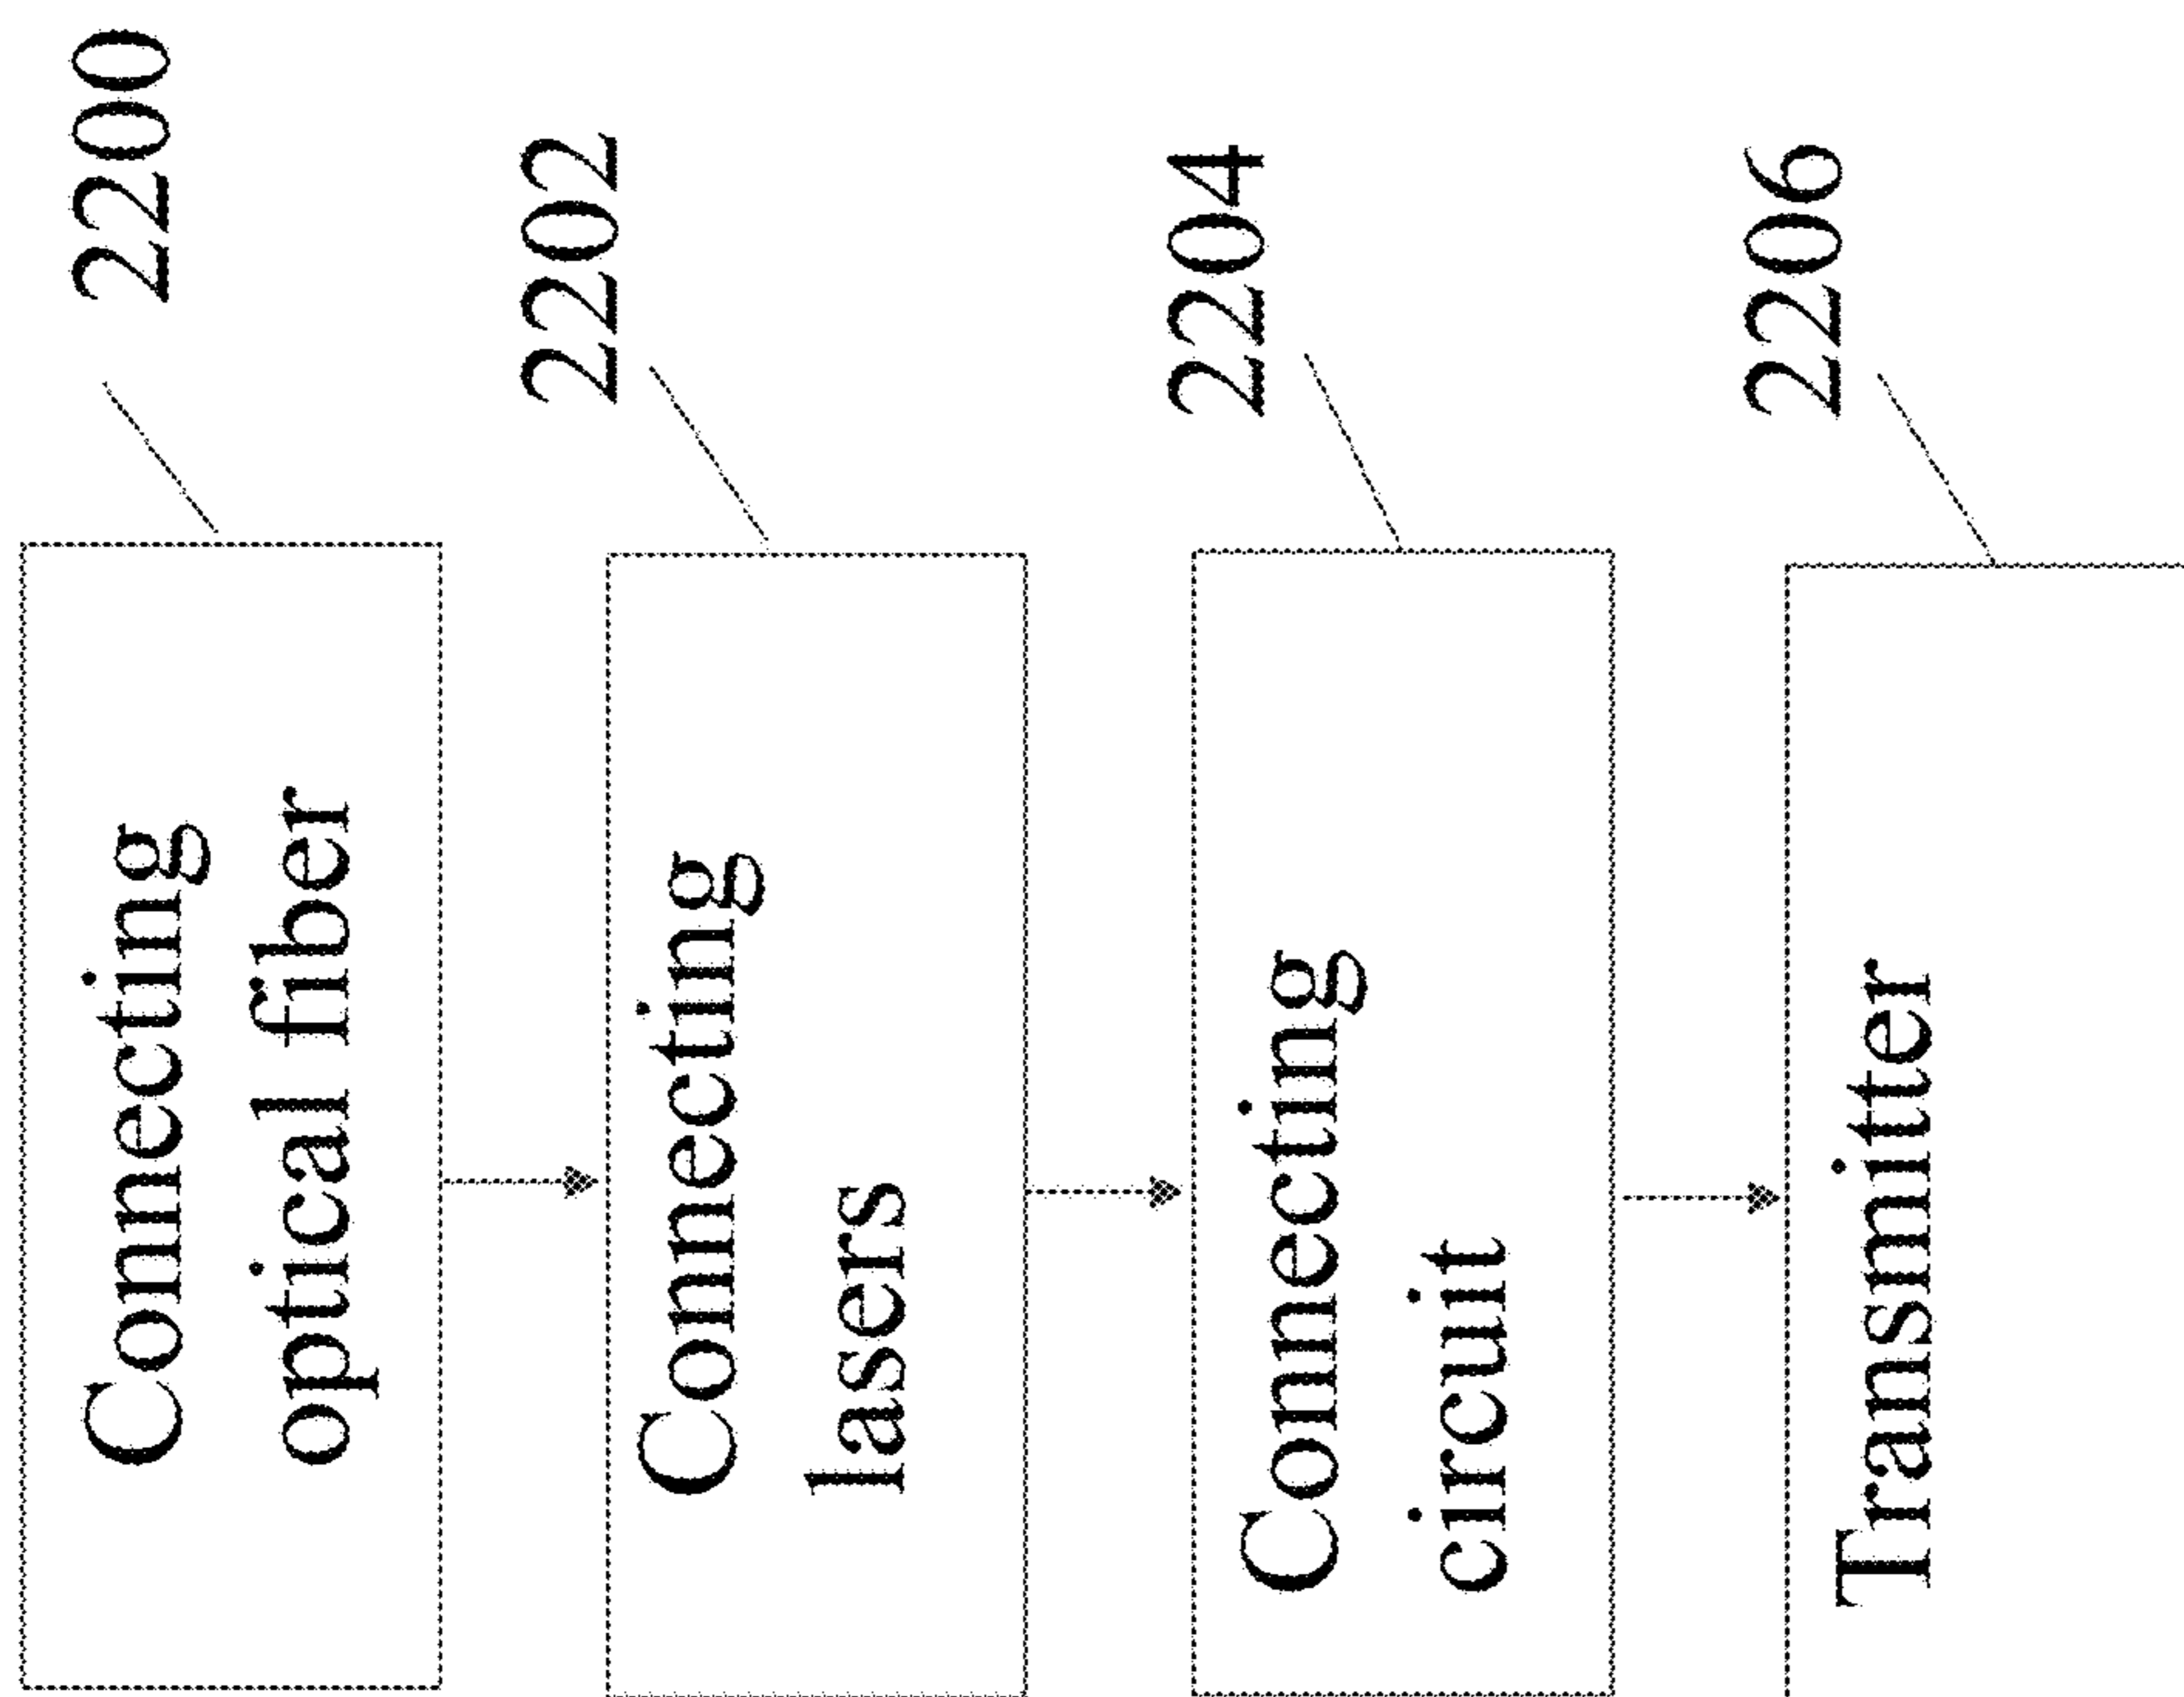 2200
Connecting
optical fiber
2202
Connecting
lasers
2204
Connecting
circuit
2206
Transmitter